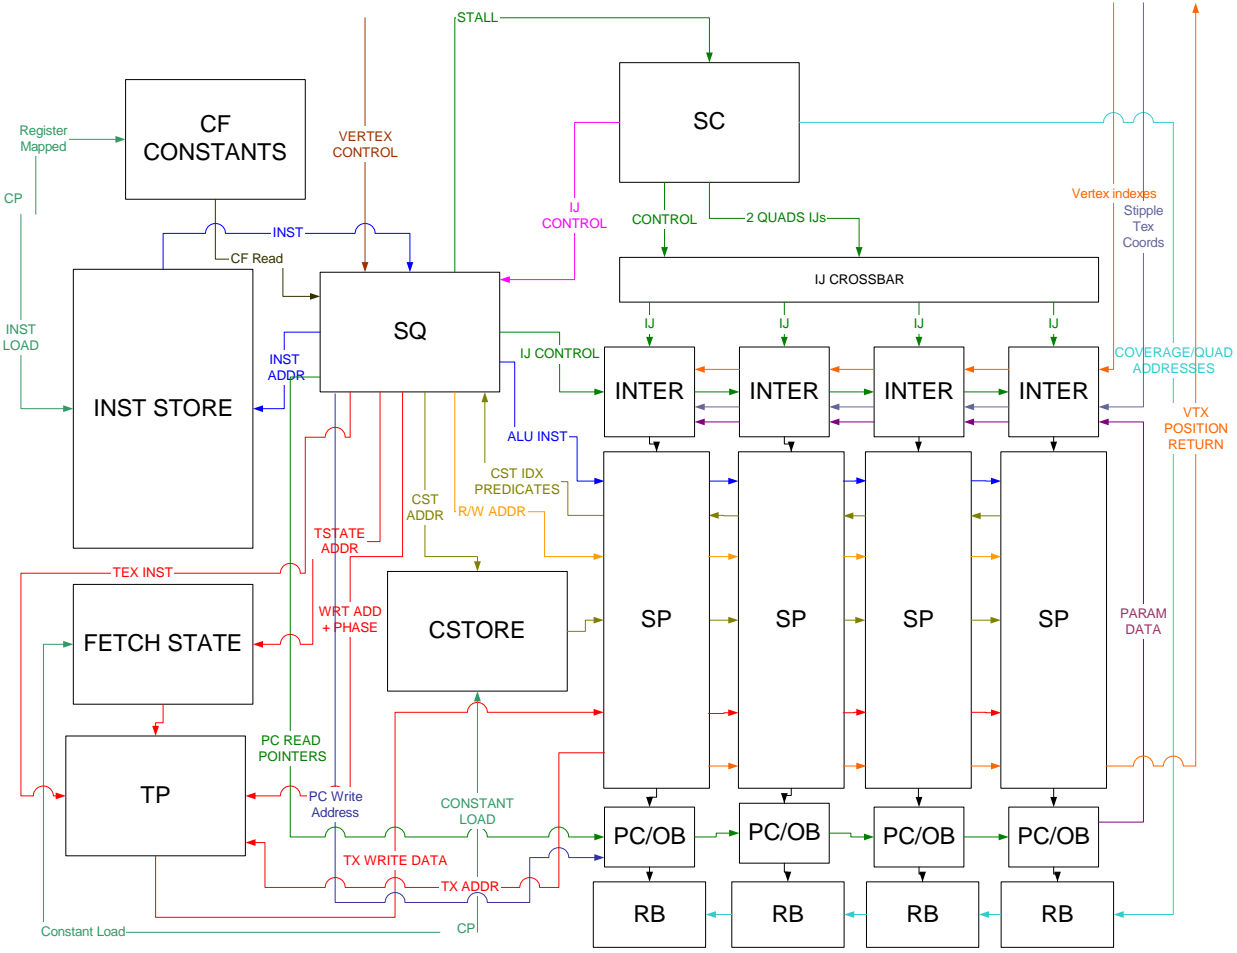 STALL
CF
CONSTANTS
SC
Register
Mapped
VERTEX
CONTROL
CP
Vertex indexes
IJ
CONTROL
CONTROL
2 QUADS IJs
Stipple
Tex
Coords
INST
CF Read
IJ CROSSBAR
INST
LOAD
SQ
IJ
IJ
IJ
IJ
INST
ADDR
IJ CONTROL
COVERAGE/QUAD
ADDRESSES
INST STORE
INTER
INTER
INTER
INTER
VTX
POSITION
RETURN
ALU INST
CST IDX
PREDICATES
CST
ADDR
R/W ADDR
TSTATE
ADDR
TEX INST
WRT ADD
+ PHASE
CSTORE
SP
SP
SP
SP
PARAM
DATA
FETCH STATE
PC READ
POINTERS
TP
PC Write
Address
CONSTANT
LOAD
PC/OB
PC/OB
PC/OB
PC/OB
TX WRITE DATA
TX ADDR
RB
RB
RB
RB
Constant Load
CP